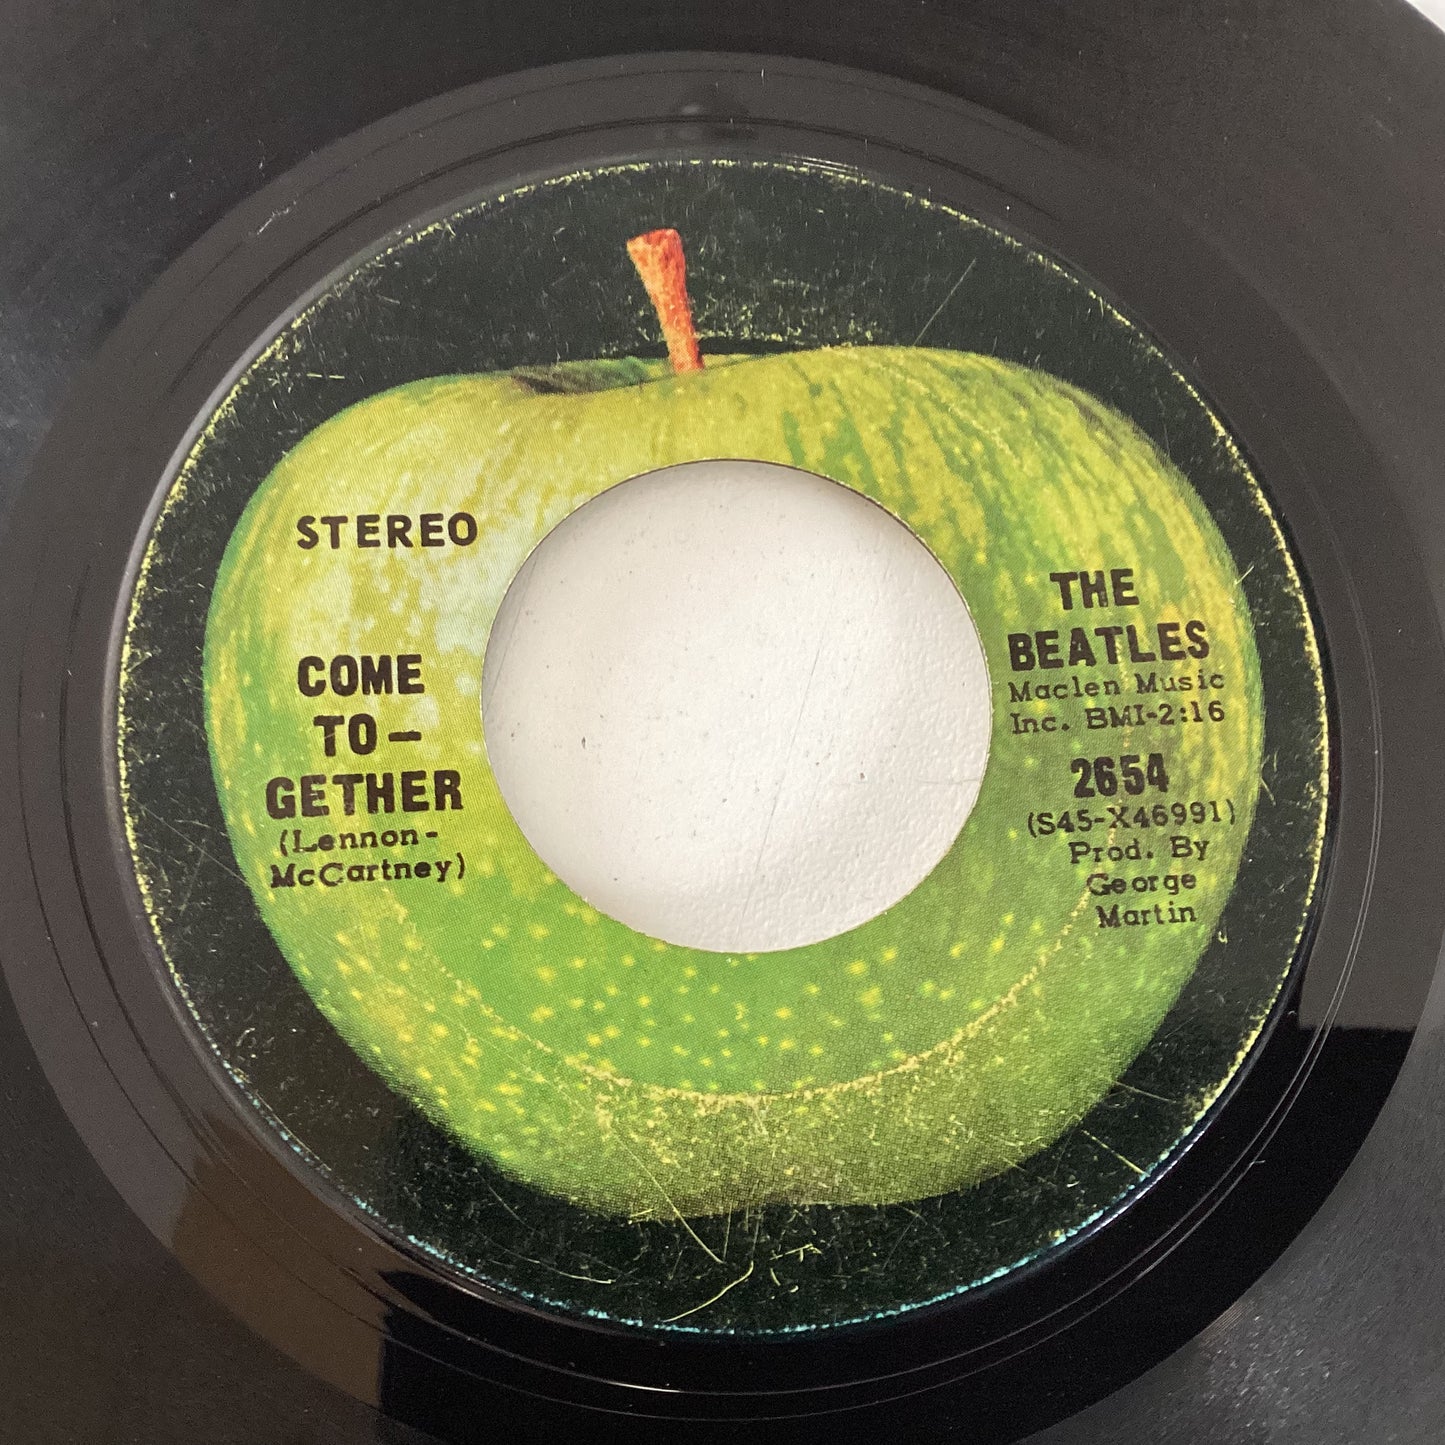 STEREO
COME
TO-
GETHER
(Lennon-
McCartney)
THE
BEATLES
Maclen Music
Inc. BMI-2:16
2654
(S45-X46991)
Prod. By
George
Martin